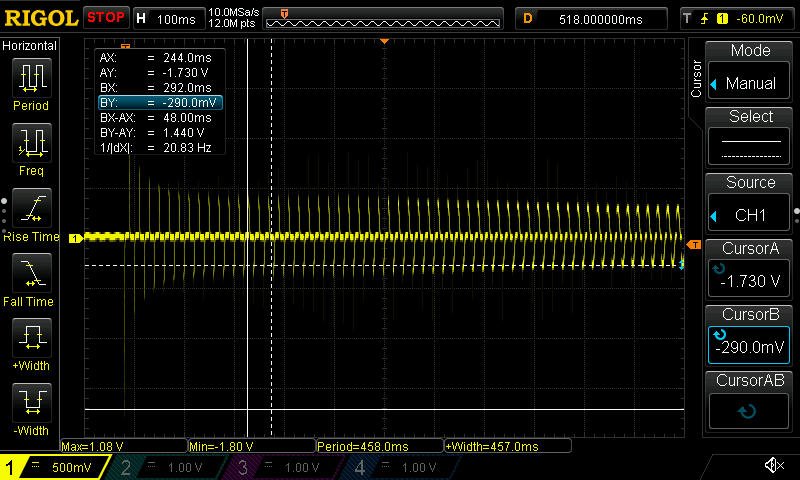 RIGOL STOP H 100ms 10.0MSa/s 12.0M pts T D 518.000000ms T 1 -60.0mV
Horizontal
Period
Freq
Rise Time
Fall Time
+Width
-Width
T
AX: = 244.0ms
AY: = -1.730 V
BX: = 292.0ms
BY: = -290.0mV
BX-AX: = 48.00ms
BY-AY: = 1.440 V
1/|dX|: = 20.83 Hz
1
T
Cursor
Mode
Manual
Select
Source
CH1
CursorA
-1.730 V
CursorB
-290.0mV
CursorAB
Max=1.08 V Min=-1.80 V Period=458.0ms +Width=457.0ms
1 = 500mV 2 = 1.00 V 3 = 1.00 V 4 = 1.00 V